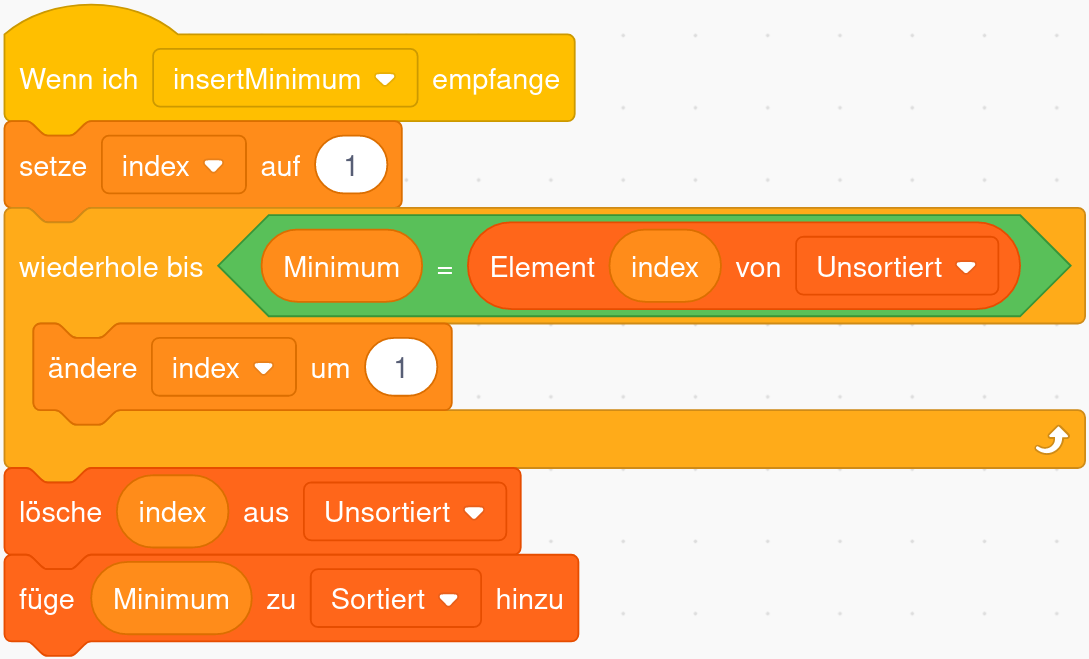 Wenn ich insertMinimum empfange
setze index auf 1
wiederhole bis Minimum = Element index von Unsortiert
ändere index um 1
lösche index aus Unsortiert
füge Minimum zu Sortiert hinzu